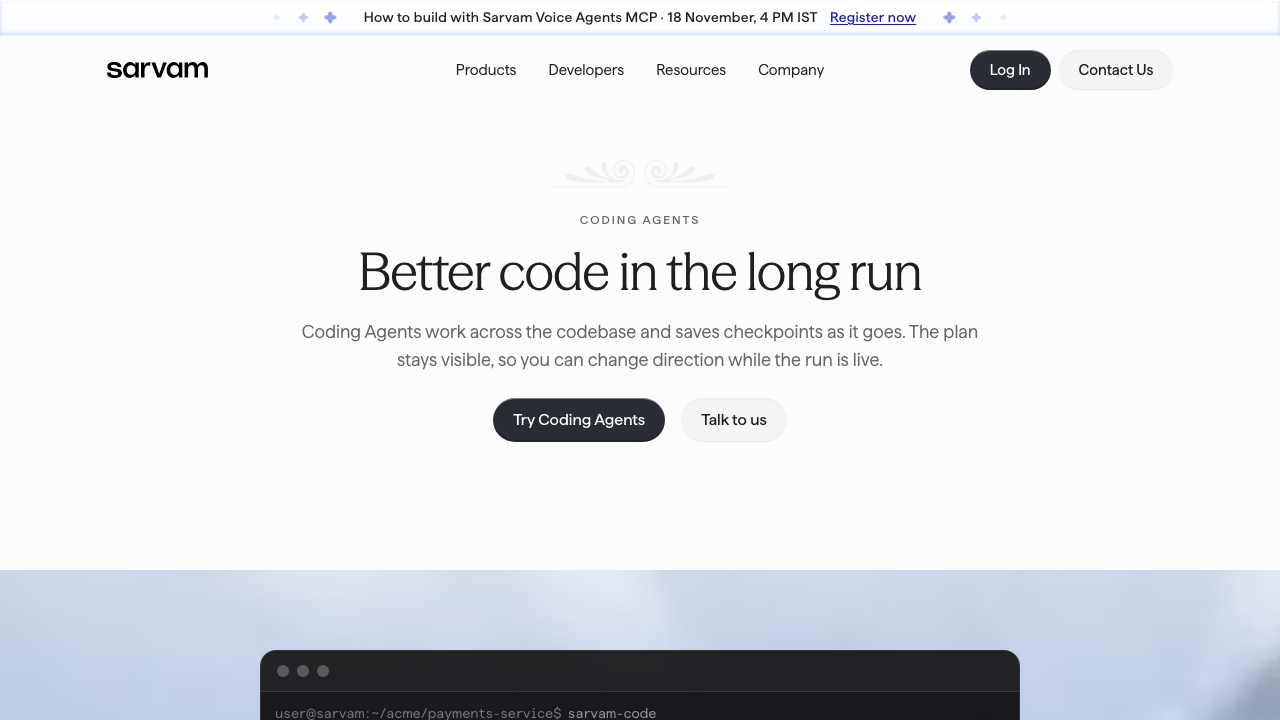 How to build with Sarvam Voice Agents MCP · 18 November, 4 PM IST Register now
sarvam
Products Developers Resources Company
Log In Contact Us
CODING AGENTS
Better code in the long run
Coding Agents work across the codebase and saves checkpoints as it goes. The plan
stays visible, so you can change direction while the run is live.
Try Coding Agents Talk to us
user@sarvam:~/acme/payments-service$ sarvam-code